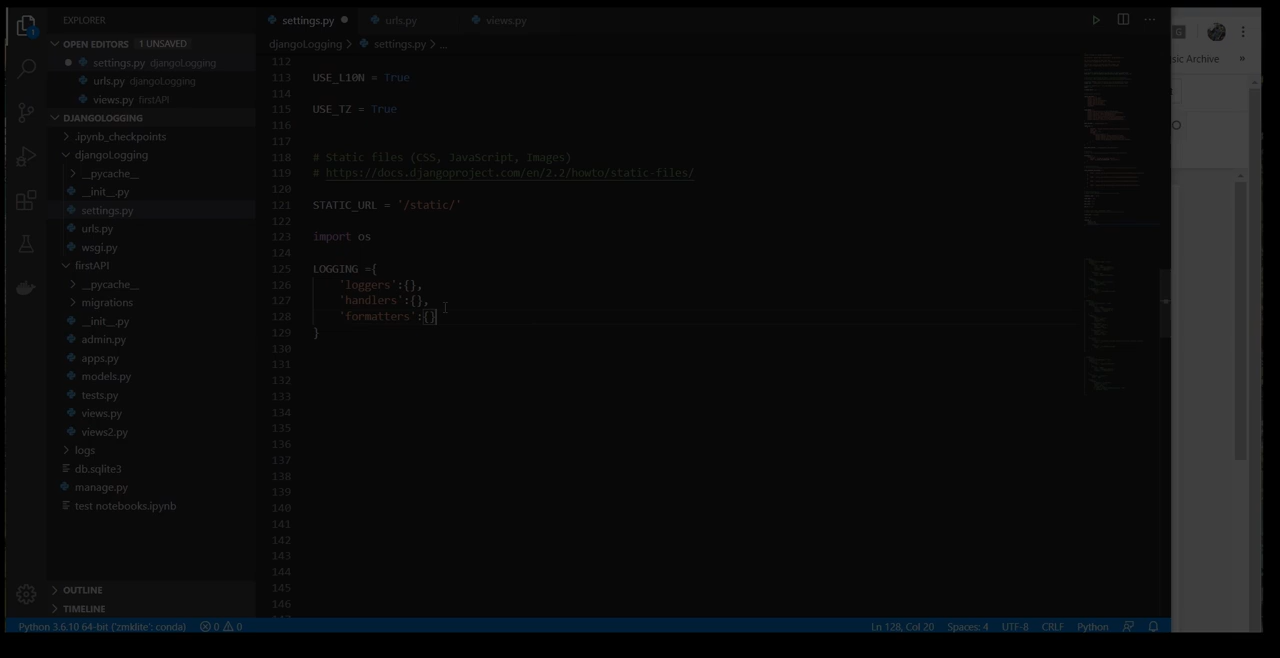 EXPLORER
OPEN EDITORS 1 UNSAVED
settings.py djangoLogging
urls.py djangoLogging
views.py firstAPI
DJANGOLOGGING
.ipynb_checkpoints
djangoLogging
__pycache__
__init__.py
settings.py
urls.py
wsgi.py
firstAPI
__pycache__
migrations
__init__.py
admin.py
apps.py
models.py
tests.py
views.py
views2.py
logs
db.sqlite3
manage.py
test notebooks.ipynb
OUTLINE
TIMELINE
settings.py urls.py views.py
djangoLogging > settings.py > ...
112
113 USE_L10N = True
114
115 USE_TZ = True
116
117
118 # Static files (CSS, JavaScript, Images)
119 # https://docs.djangoproject.com/en/2.2/howto/static-files/
120
121 STATIC_URL = '/static/'
122
123 import os
124
125 LOGGING ={
126 'loggers':{},
127 'handlers':{},
128 'formatters':{}
129 }
130
131
132
133
134
135
136
137
138
139
140
141
142
143
144
145
146
sic Archive »
Python 3.6.10 64-bit ('zmklite': conda) 0 0 Ln 128, Col 20 Spaces: 4 UTF-8 CRLF Python